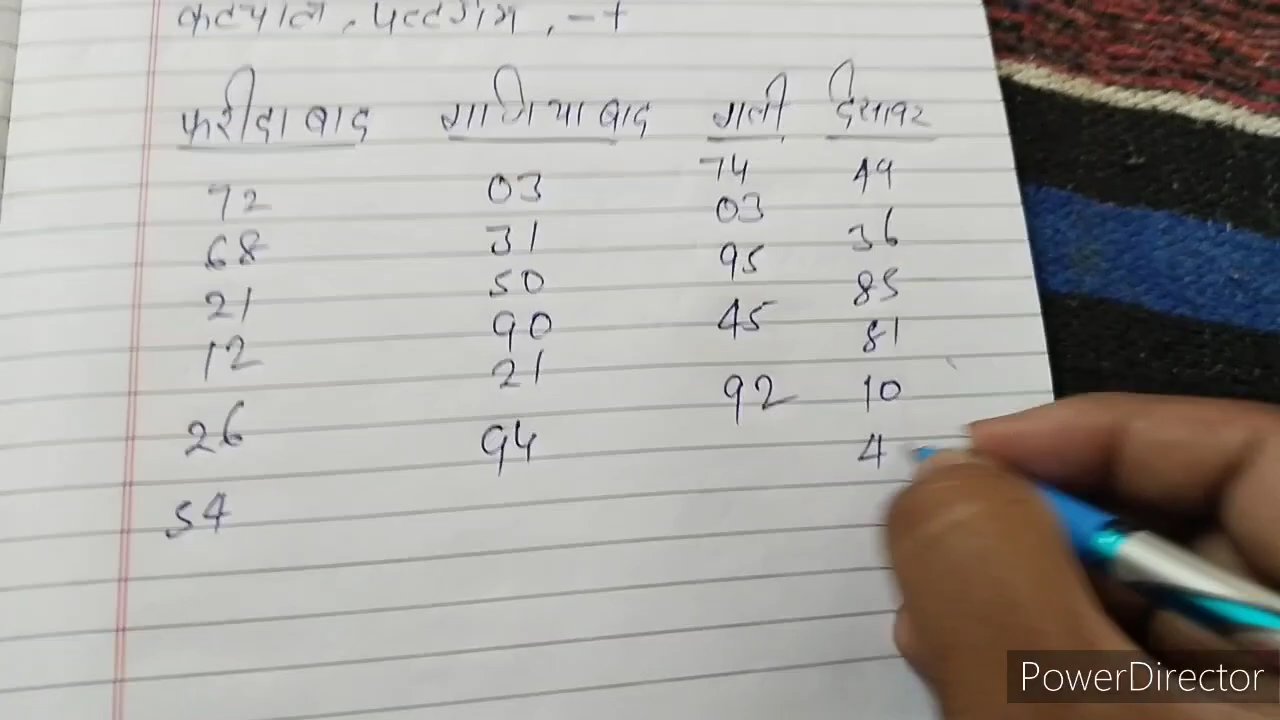 फरीदाबाद गाजियाबाद गली दिसावर
72 03 74 49
68 31 03 36
21 50 95 85
12 90 45 81
26 21 92 10
54 94 4
PowerDirector